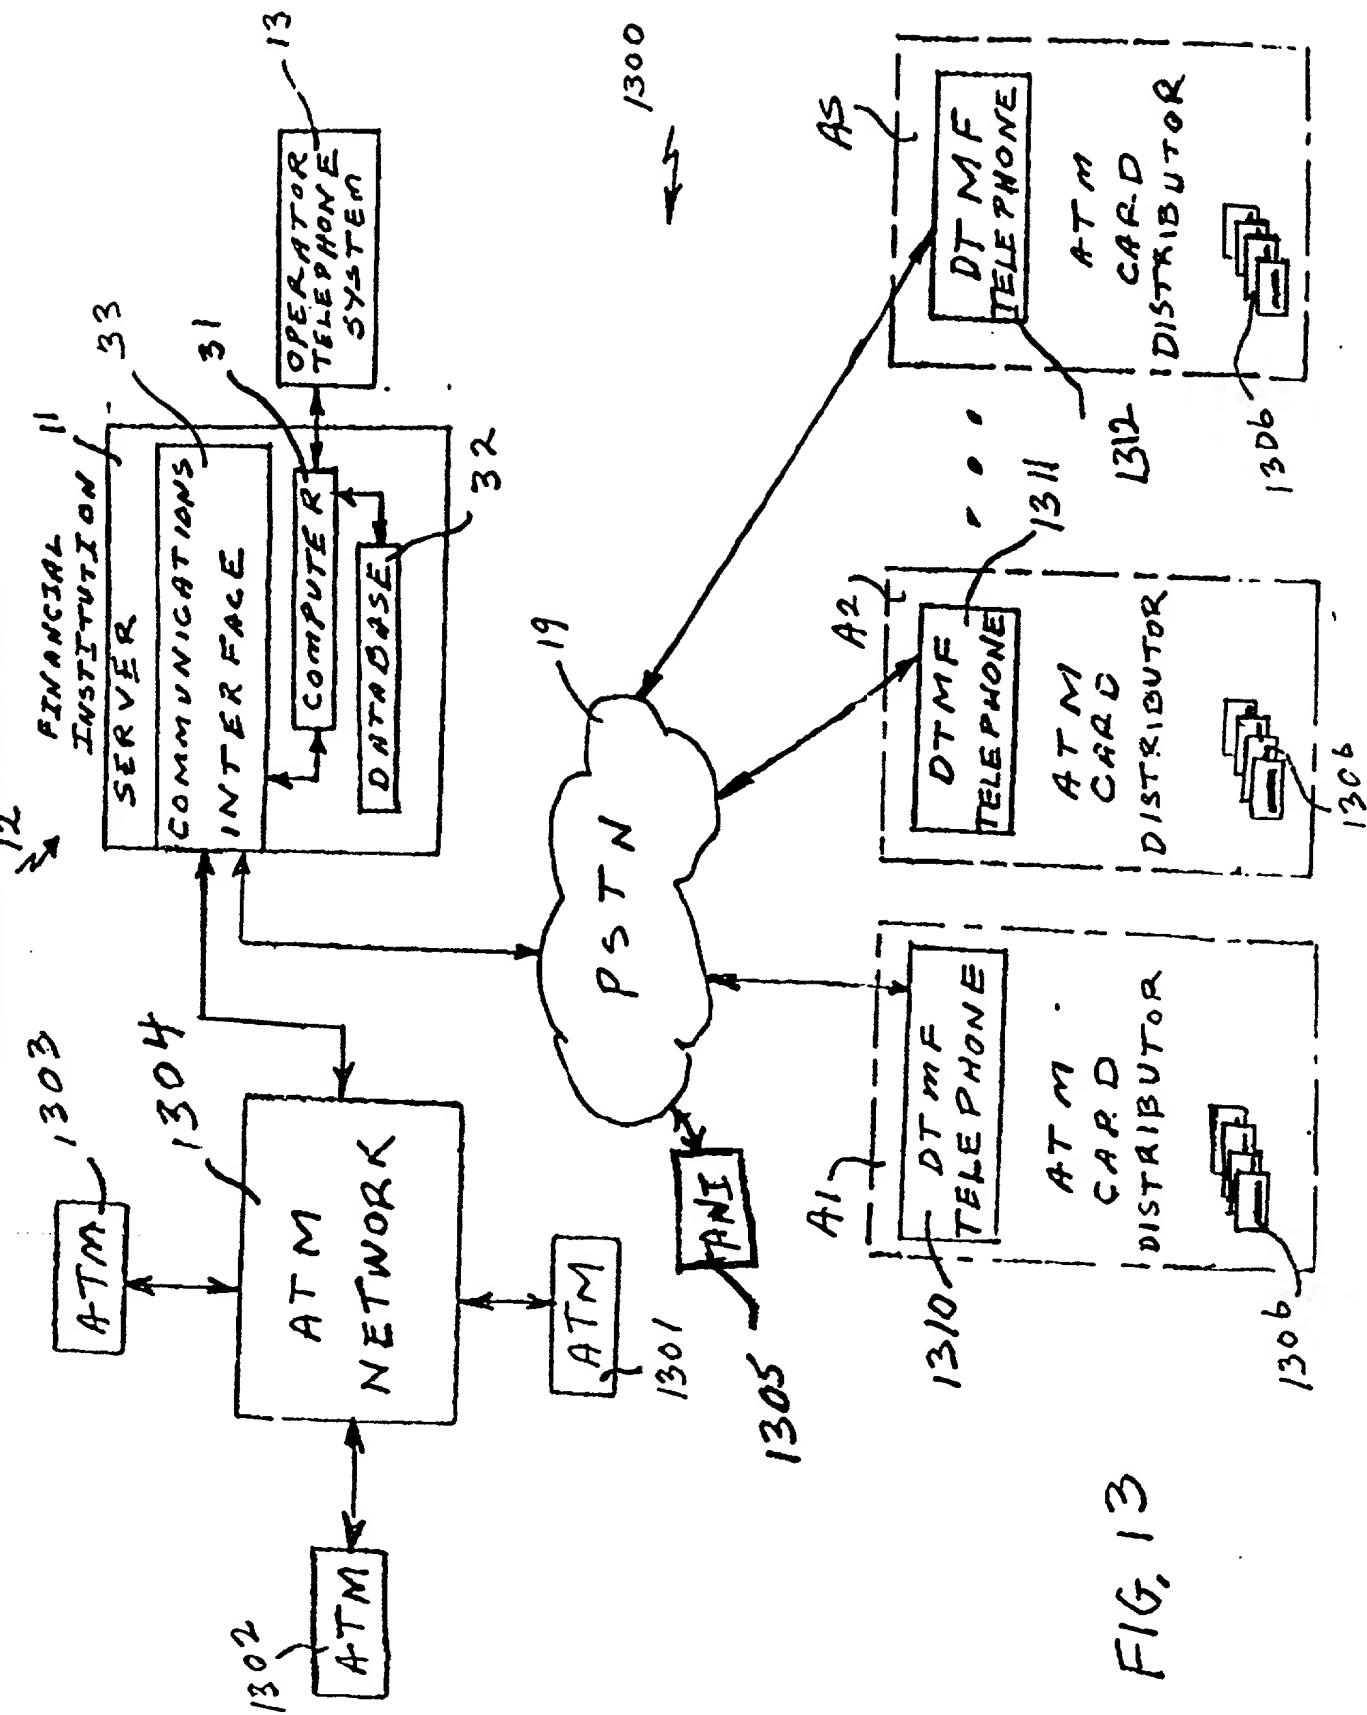 12
FINANCIAL
INSTITUTION
11
SERVER
COMMUNICATIONS
INTERFACE
33
COMPUTER
31
DATABASE
32
OPERATOR
TELEPHONE
SYSTEM
13
1303
ATM
1304
ATM
NETWORK
1302
ATM
ATM
1301
19
PSTN
1300
ANI
1305
A1
DTMF
TELEPHONE
1310
ATM
CARD
DISTRIBUTOR
1306
A2
DTMF
TELEPHONE
1311
ATM
CARD
DISTRIBUTOR
1306
AS
DTMF
TELEPHONE
1312
ATM
CARD
DISTRIBUTOR
1306
FIG, 13